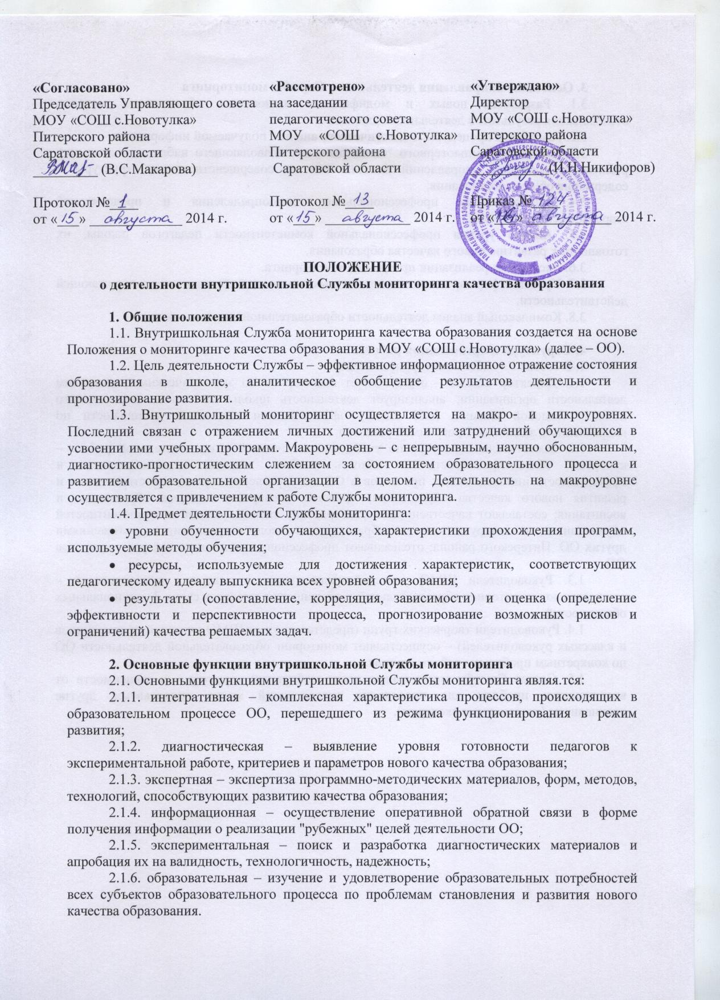 «Согласовано»
Председатель Управляющего совета
МОУ «СОШ с.Новотулка»
Питерского района
Саратовской области
(В.С.Макарова)
Протокол № 1
от «15» августа 2014 г.
«Рассмотрено»
на заседании
педагогического совета
МОУ «СОШ с.Новотулка»
Питерского района
Саратовской области
Протокол № 13
от «15» августа 2014 г.
«Утверждаю»
Директор
МОУ «СОШ с.Новотулка»
Питерского района
Саратовской области
(И.Н.Никифоров)
Приказ № 124
от «16» августа 2014 г.
ПОЛОЖЕНИЕ
о деятельности внутришкольной Службы мониторинга качества образования
1. Общие положения
1.1. Внутришкольная Служба мониторинга качества образования создается на основе
Положения о мониторинге качества образования в МОУ «СОШ с.Новотулка» (далее – ОО).
1.2. Цель деятельности Службы – эффективное информационное отражение состояния
образования в школе, аналитическое обобщение результатов деятельности и
прогнозирование развития.
1.3. Внутришкольный мониторинг осуществляется на макро- и микроуровнях.
Последний связан с отражением личных достижений или затруднений обучающихся в
усвоении ими учебных программ. Макроуровень – с непрерывным, научно обоснованным,
диагностико-прогностическим слежением за состоянием образовательного процесса и
развитием образовательной организации в целом. Деятельность на макроуровне
осуществляется с привлечением к работе Службы мониторинга.
1.4. Предмет деятельности Службы мониторинга:
• уровни обученности обучающихся, характеристики прохождения программ,
используемые методы обучения;
• ресурсы, используемые для достижения характеристик, соответствующих
педагогическому идеалу выпускника всех уровней образования;
• результаты (сопоставление, корреляция, зависимости) и оценка (определение
эффективности и перспективности процесса, прогнозирование возможных рисков и
ограничений) качества решаемых задач.
2. Основные функции внутришкольной Службы мониторинга
2.1. Основными функциями внутришкольной Службы мониторинга являя.тся:
2.1.1. интегративная – комплексная характеристика процессов, происходящих в
образовательном процессе ОО, перешедшего из режима функционирования в режим
развития;
2.1.2. диагностическая – выявление уровня готовности педагогов к
экспериментальной работе, критериев и параметров нового качества образования;
2.1.3. экспертная – экспертиза программно-методических материалов, форм, методов,
технологий, способствующих развитию качества образования;
2.1.4. информационная – осуществление оперативной обратной связи в форме
получения информации о реализации "рубежных" целей деятельности ОО;
2.1.5. экспериментальная – поиск и разработка диагностических материалов и
апробация их на валидность, технологичность, надежность;
2.1.6. образовательная – изучение и удовлетворение образовательных потребностей
всех субъектов образовательного процесса по проблемам становления и развития нового
качества образования.